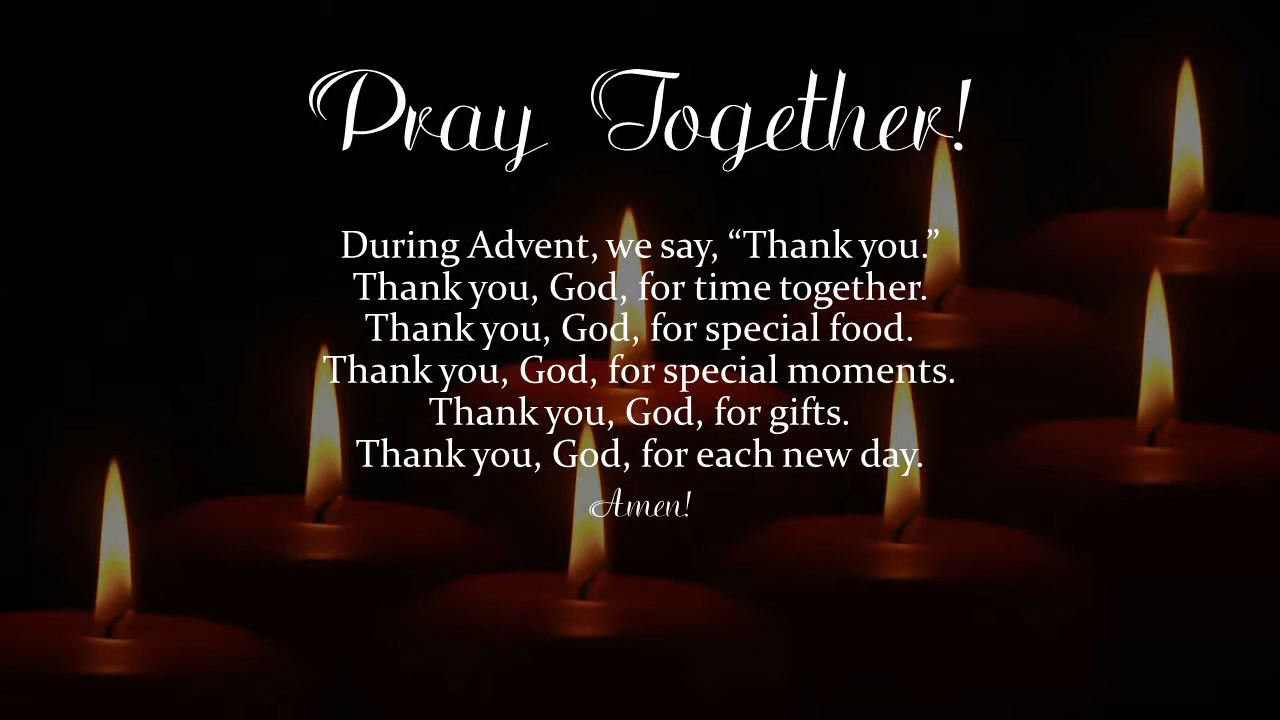 Pray Together!
During Advent, we say, “Thank you.”
Thank you, God, for time together.
Thank you, God, for special food.
Thank you, God, for special moments.
Thank you, God, for gifts.
Thank you, God, for each new day.
Amen!